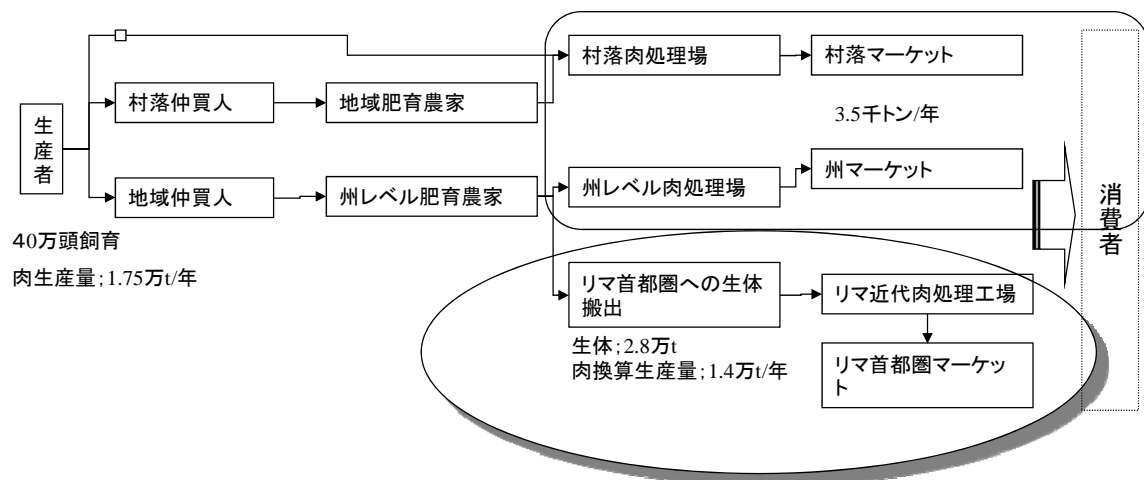 生産者
村落仲買人
地域肥育農家
村落肉処理場
村落マーケット
3.5千トン/年
地域仲買人
州レベル肥育農家
州レベル肉処理場
州マーケット
消費者
40万頭飼育
肉生産量;1.75万t/年
リマ首都圏への生体
搬出
リマ近代肉処理工場
生体;2.8万t
肉換算生産量;1.4万t/年
リマ首都圏マーケッ
ト